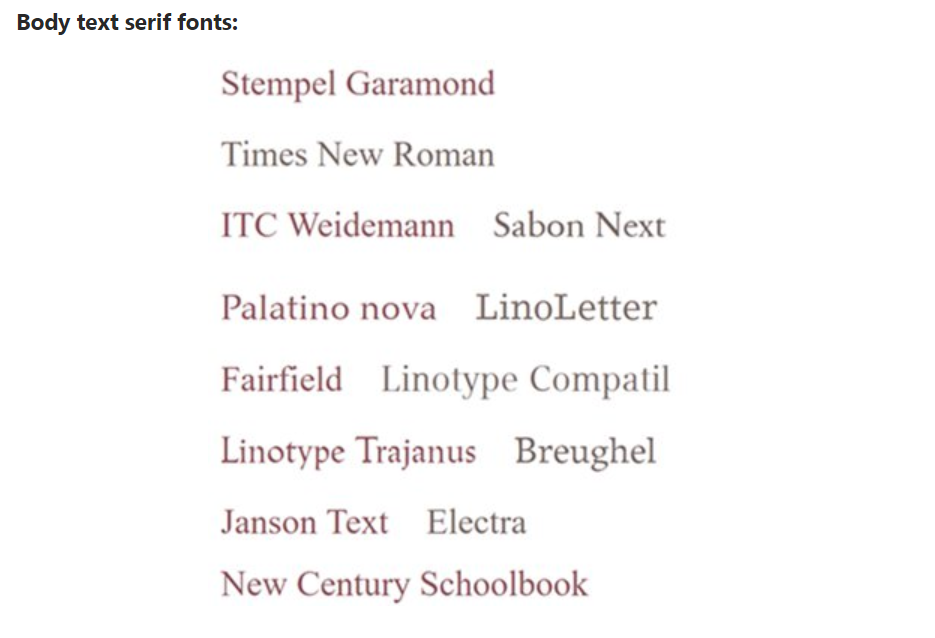 Body text serif fonts:
Stempel Garamond
Times New Roman
ITC Weidemann Sabon Next
Palatino nova LinoLetter
Fairfield Linotype Compatil
Linotype Trajanus Breughel
Janson Text Electra
New Century Schoolbook